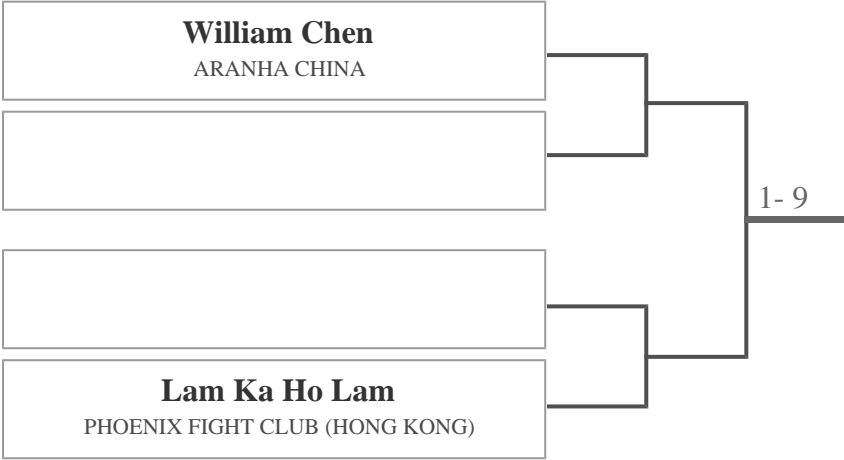 William Chen
ARANHA CHINA
1- 9
Lam Ka Ho Lam
PHOENIX FIGHT CLUB (HONG KONG)